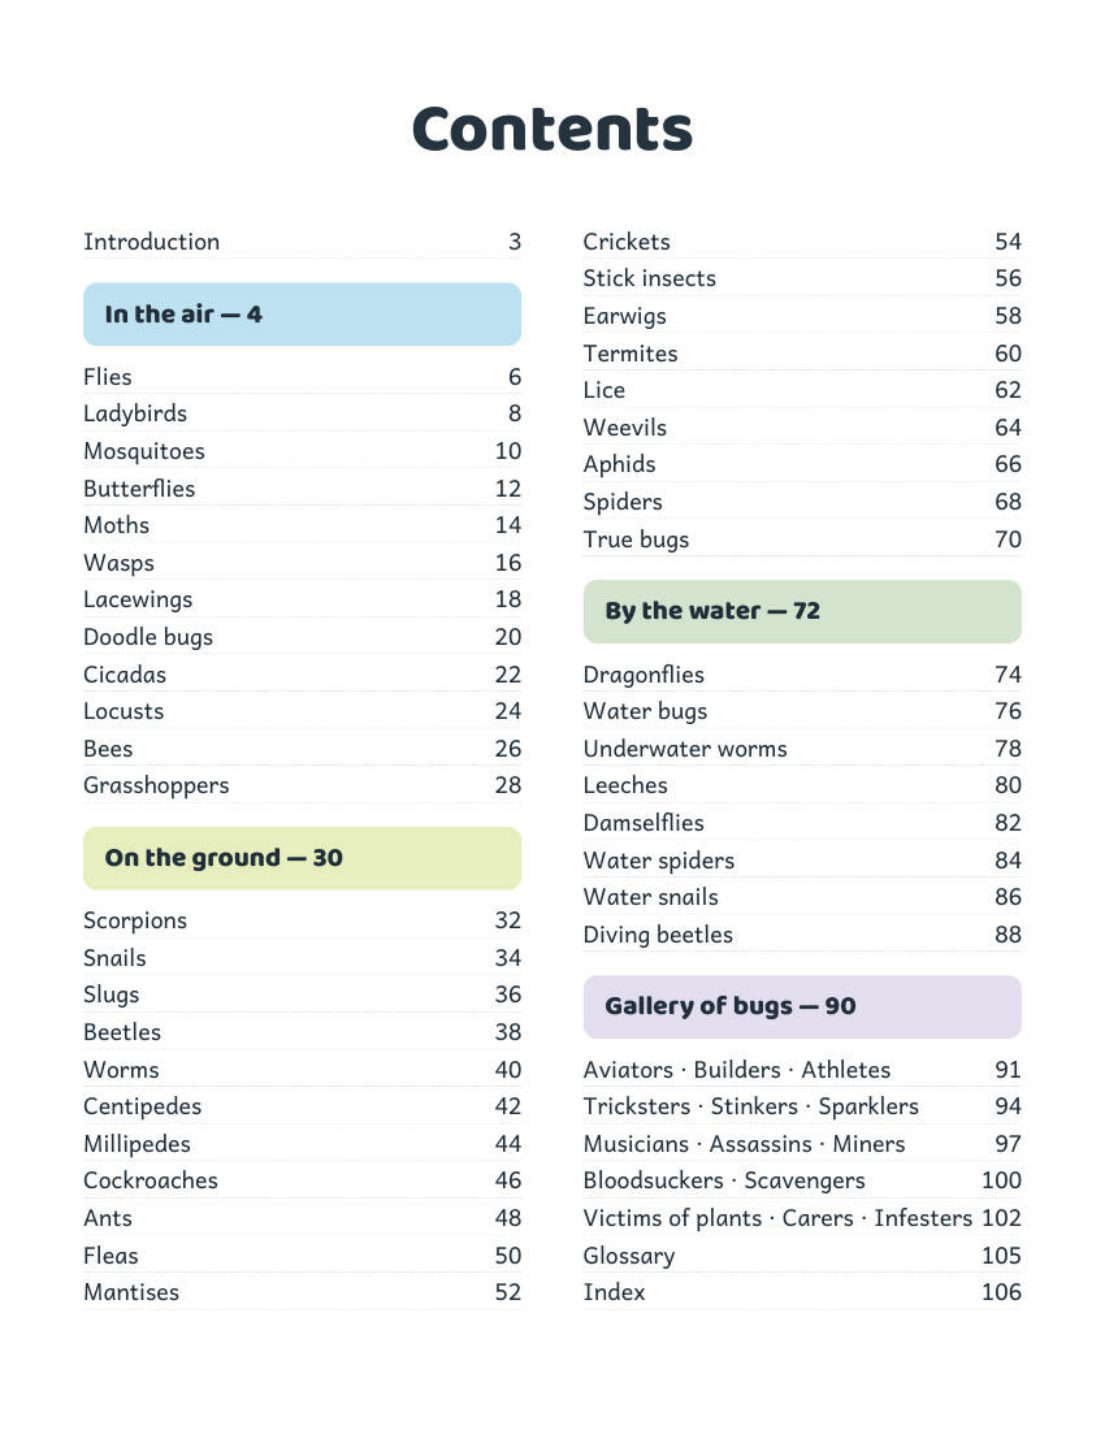 Contents
Introduction 3
In the air — 4
Flies 6
Ladybirds 8
Mosquitoes 10
Butterflies 12
Moths 14
Wasps 16
Lacewings 18
Doodle bugs 20
Cicadas 22
Locusts 24
Bees 26
Grasshoppers 28
On the ground — 30
Scorpions 32
Snails 34
Slugs 36
Beetles 38
Worms 40
Centipedes 42
Millipedes 44
Cockroaches 46
Ants 48
Fleas 50
Mantises 52
Crickets 54
Stick insects 56
Earwigs 58
Termites 60
Lice 62
Weevils 64
Aphids 66
Spiders 68
True bugs 70
By the water — 72
Dragonflies 74
Water bugs 76
Underwater worms 78
Leeches 80
Damselflies 82
Water spiders 84
Water snails 86
Diving beetles 88
Gallery of bugs — 90
Aviators · Builders · Athletes 91
Tricksters · Stinkers · Sparklers 94
Musicians · Assassins · Miners 97
Bloodsuckers · Scavengers 100
Victims of plants · Carers · Infesters 102
Glossary 105
Index 106